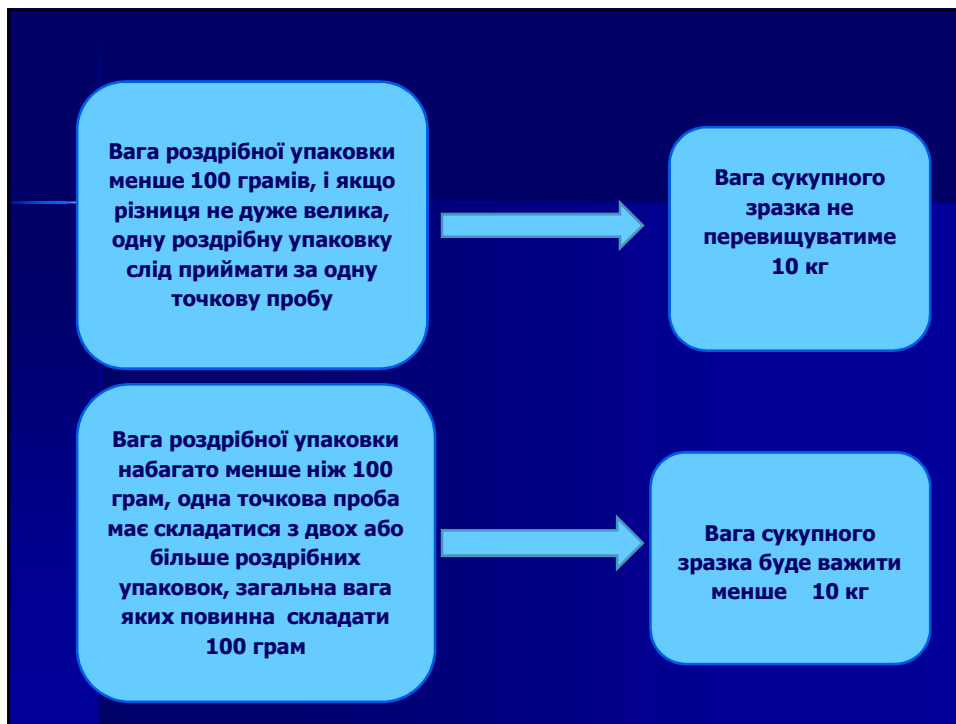 Вага роздрібної упаковки
менше 100 грамів, і якщо
різниця не дуже велика,
одну роздрібну упаковку
слід приймати за одну
точкову пробу
Вага сукупного
зразка не
перевищуватиме
10 кг
Вага роздрібної упаковки
набагато менше ніж 100
грам, одна точкова проба
має складатися з двох або
більше роздрібних
упаковок, загальна вага
яких повинна складати
100 грам
Вага сукупного
зразка буде важити
менше 10 кг